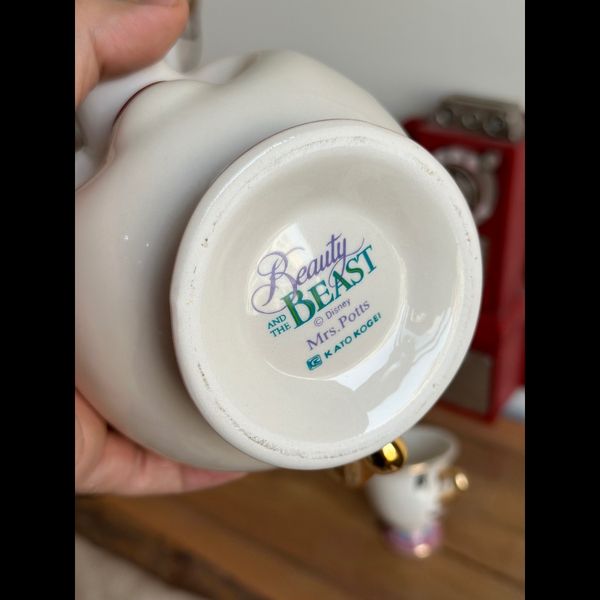 Beauty
AND THE BEAST
© Disney
Mrs. Potts
KATO KOGEI